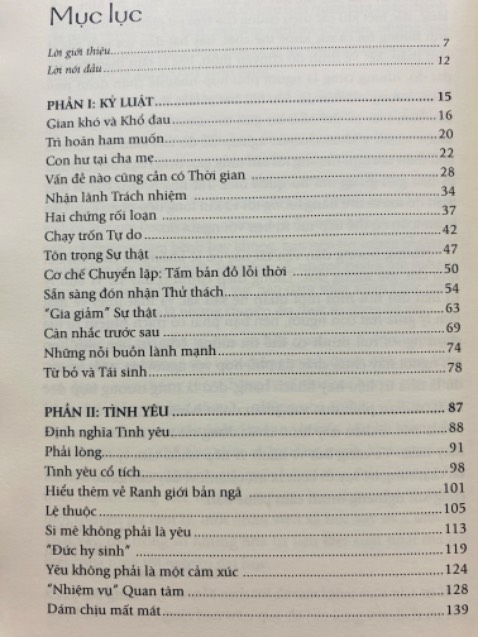 Mục lục
Lời giới thiệu 7
Lời nói đầu 12
PHẦN I: KỶ LUẬT 15
Gian khó và Khổ đau 16
Trì hoãn ham muốn 20
Con hư tại cha mẹ 22
Vấn đề nào cũng cần có Thời gian 28
Nhận lãnh Trách nhiệm 34
Hai chứng rối loạn 37
Chạy trốn Tự do 42
Tôn trọng Sự thật 47
Cơ chế Chuyển lập: Tấm bản đồ lỗi thời 50
Sẵn sàng đón nhận Thử thách 54
"Gia giảm" Sự thật 63
Cân nhắc trước sau 69
Những nỗi buồn lành mạnh 74
Từ bỏ và Tái sinh 78
PHẦN II: TÌNH YÊU 87
Định nghĩa Tình yêu 88
Phải lòng 91
Tình yêu cổ tích 98
Hiểu thêm về Ranh giới bản ngã 101
Lệ thuộc 105
Si mê không phải là yêu 113
"Đức hy sinh" 119
Yêu không phải là một cảm xúc 124
"Nhiệm vụ" Quan tâm 128
Dám chịu mất mát 139